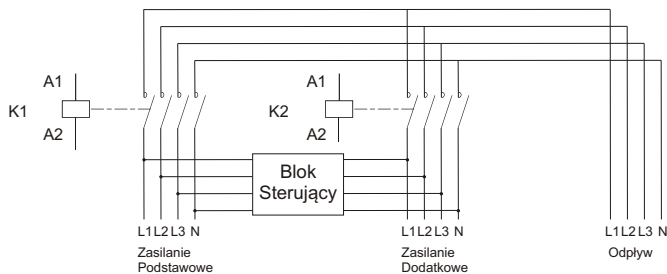 A1
K1
A2
A1
K2
A2
Blok
Sterujący
L1 L2 L3 N
Zasilanie
Podstawowe
L1 L2 L3 N
Zasilanie
Dodatkowe
L1 L2 L3 N
Odpływ